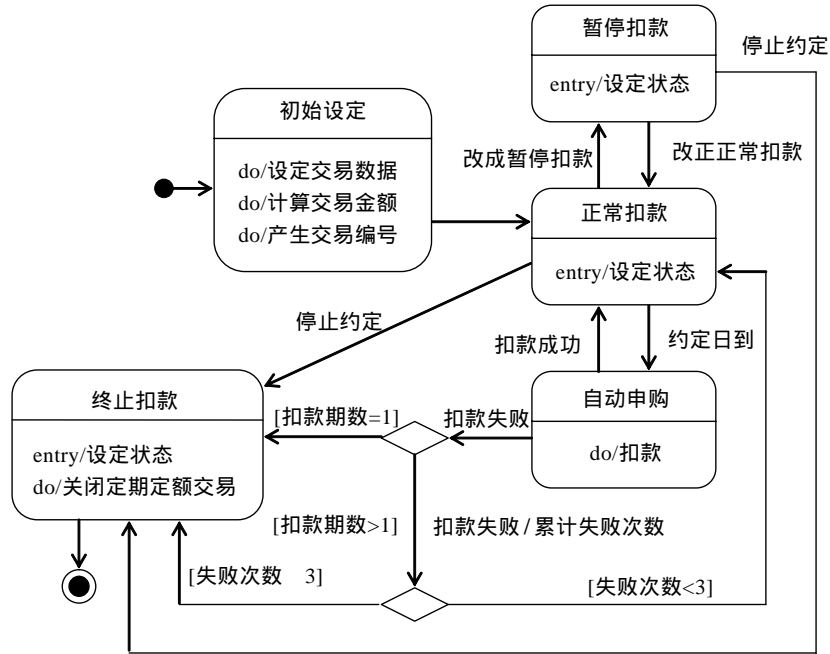 暂停扣款
停止约定
entry/设定状态
初始设定
do/设定交易数据
do/计算交易金额
do/产生交易编号
改成暂停扣款
改正正常扣款
正常扣款
entry/设定状态
停止约定
扣款成功
约定日到
终止扣款
entry/设定状态
do/关闭定期定额交易
[扣款期数=1]
扣款失败
自动申购
do/扣款
[扣款期数>1]
扣款失败/累计失败次数
[失败次数 3]
[失败次数<3]